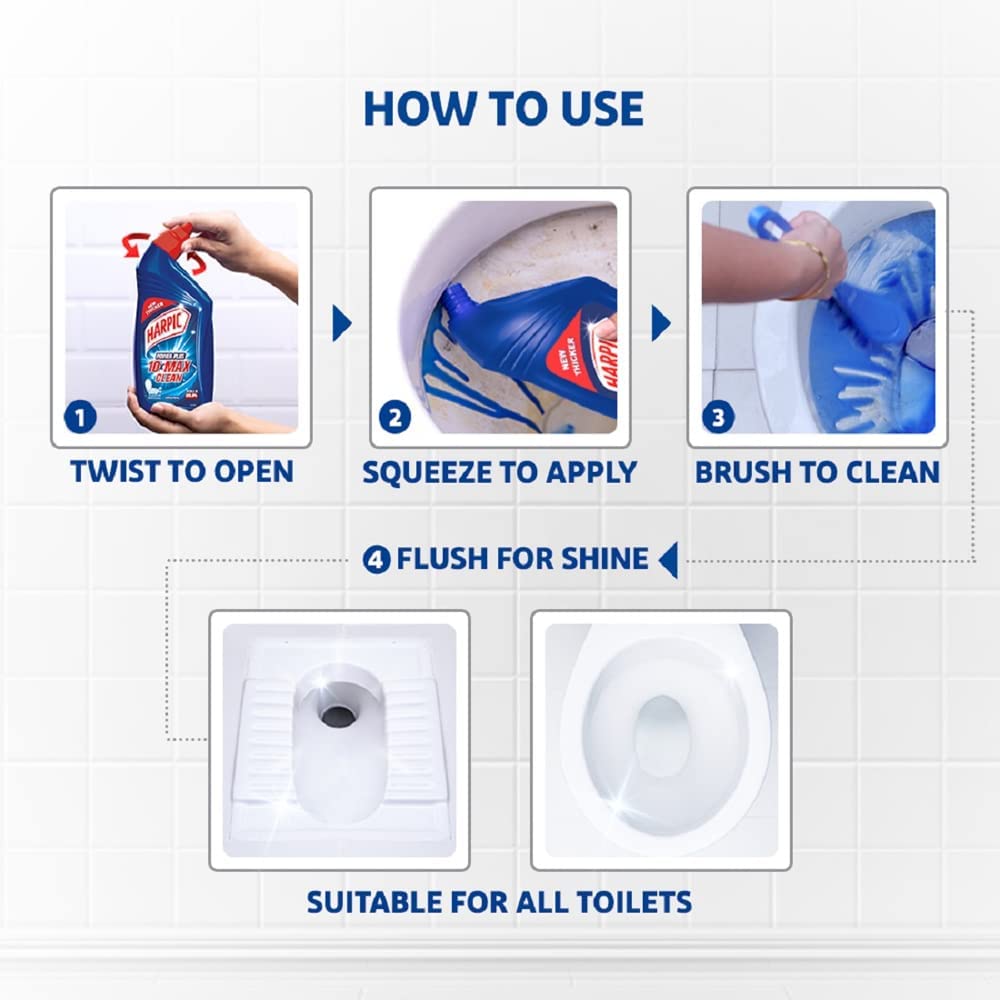 HOW TO USE
NEW
THICKER
HARPIC
POWER PLUS
10X MAX
CLEAN
1
TWIST TO OPEN
NEW
THICKER
HARPIC
2
SQUEEZE TO APPLY
3
BRUSH TO CLEAN
4 FLUSH FOR SHINE
SUITABLE FOR ALL TOILETS